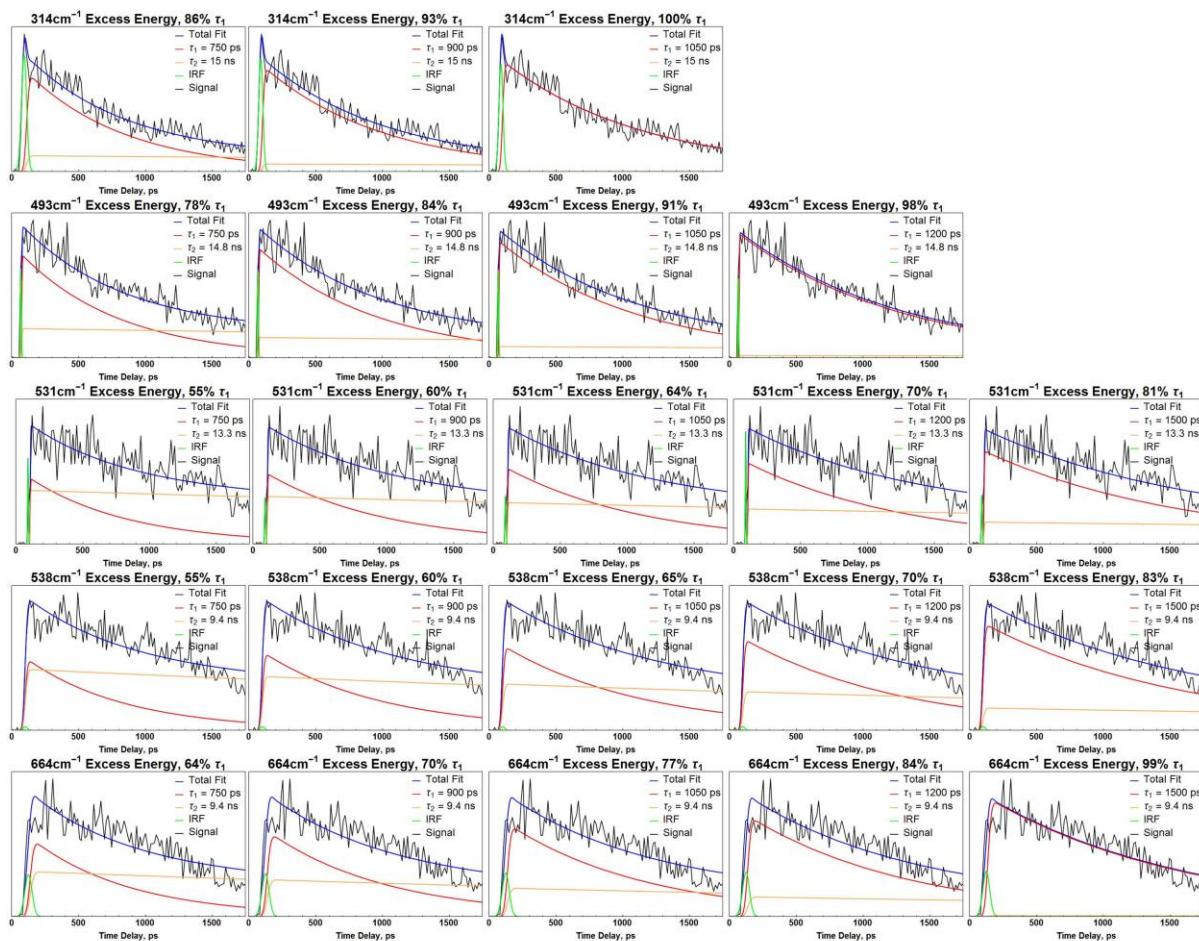 314cm⁻¹ Excess Energy, 86% τ₁
Total Fit
τ₁ = 750 ps
τ₂ = 15 ns
IRF
Signal
0 500 1000 1500
Time Delay, ps
314cm⁻¹ Excess Energy, 93% τ₁
Total Fit
τ₁ = 900 ps
τ₂ = 15 ns
IRF
Signal
0 500 1000 1500
Time Delay, ps
314cm⁻¹ Excess Energy, 100% τ₁
Total Fit
τ₁ = 1050 ps
τ₂ = 15 ns
IRF
Signal
0 500 1000 1500
Time Delay, ps
493cm⁻¹ Excess Energy, 78% τ₁
Total Fit
τ₁ = 750 ps
τ₂ = 14.8 ns
IRF
Signal
0 500 1000 1500
Time Delay, ps
493cm⁻¹ Excess Energy, 84% τ₁
Total Fit
τ₁ = 900 ps
τ₂ = 14.8 ns
IRF
Signal
0 500 1000 1500
Time Delay, ps
493cm⁻¹ Excess Energy, 91% τ₁
Total Fit
τ₁ = 1050 ps
τ₂ = 14.8 ns
IRF
Signal
0 500 1000 1500
Time Delay, ps
493cm⁻¹ Excess Energy, 98% τ₁
Total Fit
τ₁ = 1200 ps
τ₂ = 14.8 ns
IRF
Signal
0 500 1000 1500
Time Delay, ps
531cm⁻¹ Excess Energy, 55% τ₁
Total Fit
τ₁ = 750 ps
τ₂ = 13.3 ns
IRF
Signal
0 500 1000 1500
Time Delay, ps
531cm⁻¹ Excess Energy, 60% τ₁
Total Fit
τ₁ = 900 ps
τ₂ = 13.3 ns
IRF
Signal
0 500 1000 1500
Time Delay, ps
531cm⁻¹ Excess Energy, 64% τ₁
Total Fit
τ₁ = 1050 ps
τ₂ = 13.3 ns
IRF
Signal
0 500 1000 1500
Time Delay, ps
531cm⁻¹ Excess Energy, 70% τ₁
Total Fit
τ₁ = 1200 ps
τ₂ = 13.3 ns
IRF
Signal
0 500 1000 1500
Time Delay, ps
531cm⁻¹ Excess Energy, 81% τ₁
Total Fit
τ₁ = 1500 ps
τ₂ = 13.3 ns
IRF
Signal
0 500 1000 1500
Time Delay, ps
538cm⁻¹ Excess Energy, 55% τ₁
Total Fit
τ₁ = 750 ps
τ₂ = 9.4 ns
IRF
Signal
0 500 1000 1500
Time Delay, ps
538cm⁻¹ Excess Energy, 60% τ₁
Total Fit
τ₁ = 900 ps
τ₂ = 9.4 ns
IRF
Signal
0 500 1000 1500
Time Delay, ps
538cm⁻¹ Excess Energy, 65% τ₁
Total Fit
τ₁ = 1050 ps
τ₂ = 9.4 ns
IRF
Signal
0 500 1000 1500
Time Delay, ps
538cm⁻¹ Excess Energy, 70% τ₁
Total Fit
τ₁ = 1200 ps
τ₂ = 9.4 ns
IRF
Signal
0 500 1000 1500
Time Delay, ps
538cm⁻¹ Excess Energy, 83% τ₁
Total Fit
τ₁ = 1500 ps
τ₂ = 9.4 ns
IRF
Signal
0 500 1000 1500
Time Delay, ps
664cm⁻¹ Excess Energy, 64% τ₁
Total Fit
τ₁ = 750 ps
τ₂ = 9.4 ns
IRF
Signal
0 500 1000 1500
Time Delay, ps
664cm⁻¹ Excess Energy, 70% τ₁
Total Fit
τ₁ = 900 ps
τ₂ = 9.4 ns
IRF
Signal
0 500 1000 1500
Time Delay, ps
664cm⁻¹ Excess Energy, 77% τ₁
Total Fit
τ₁ = 1050 ps
τ₂ = 9.4 ns
IRF
Signal
0 500 1000 1500
Time Delay, ps
664cm⁻¹ Excess Energy, 84% τ₁
Total Fit
τ₁ = 1200 ps
τ₂ = 9.4 ns
IRF
Signal
0 500 1000 1500
Time Delay, ps
664cm⁻¹ Excess Energy, 99% τ₁
Total Fit
τ₁ = 1500 ps
τ₂ = 9.4 ns
IRF
Signal
0 500 1000 1500
Time Delay, ps